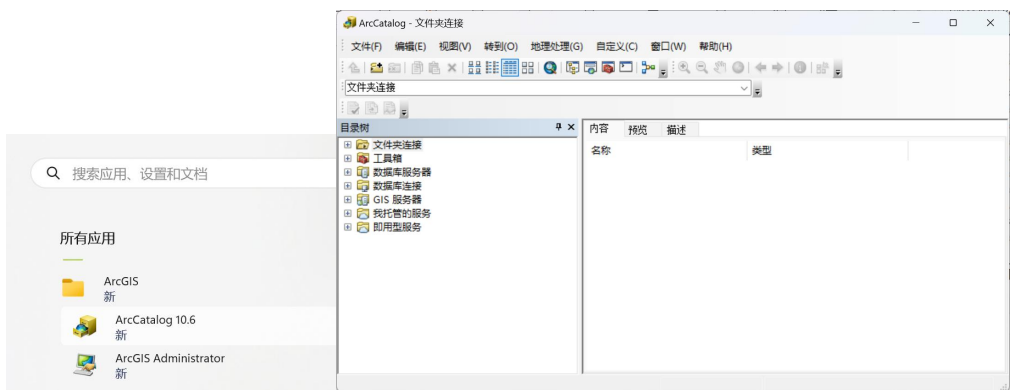 搜索应用、设置和文档
所有应用
ArcGIS
新
ArcCatalog 10.6
新
ArcGIS Administrator
新
ArcCatalog - 文件夹连接
文件(F) 编辑(E) 视图(V) 转到(O) 地理处理(G) 自定义(C) 窗口(W) 帮助(H)
文件夹连接
目录树
文件夹连接
工具箱
数据库服务器
数据库连接
GIS 服务器
我托管的服务
即用型服务
内容 预览 描述
名称 类型